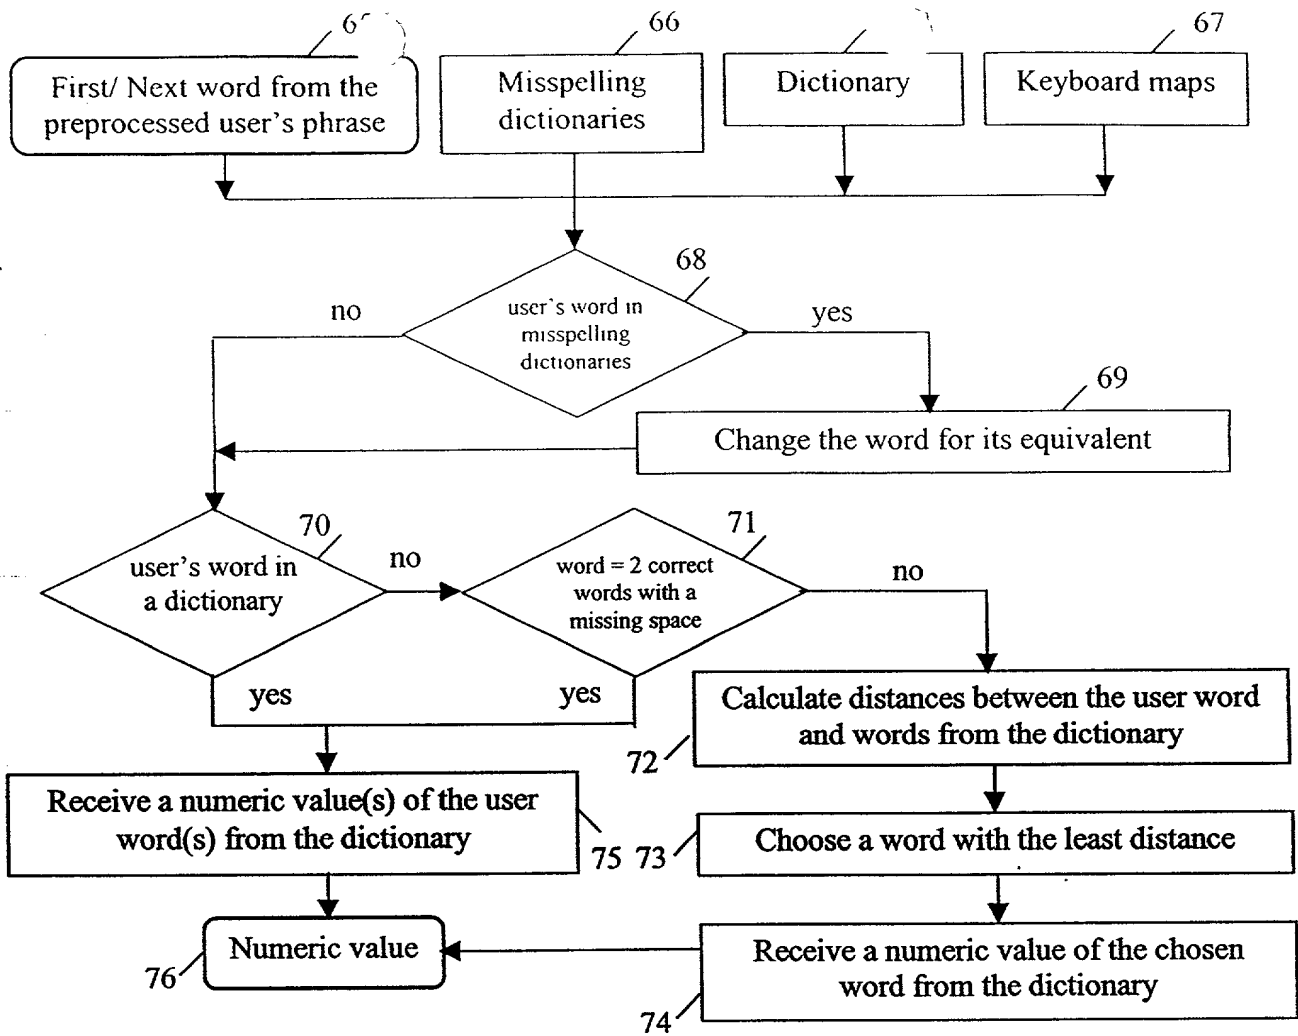 66
67
First/ Next word from the
preprocessed user's phrase
Misspelling
dictionaries
Dictionary
Keyboard maps
68
no
user's word in
misspelling
dictionaries
yes
69
Change the word for its equivalent
70
user's word in
a dictionary
no
71
word = 2 correct
words with a
missing space
no
yes
yes
Calculate distances between the user word
and words from the dictionary
72
Receive a numeric value(s) of the user
word(s) from the dictionary
75
73
Choose a word with the least distance
Numeric value
76
Receive a numeric value of the chosen
word from the dictionary
74